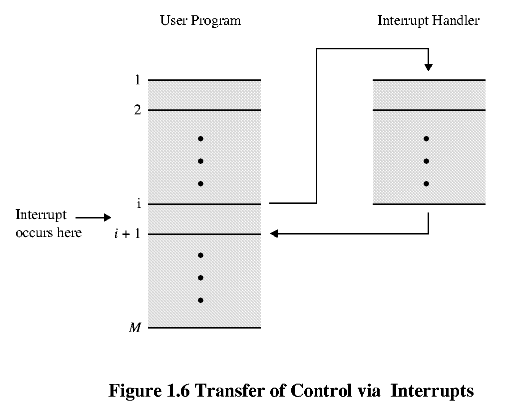 User Program
Interrupt Handler
1
2
i
Interrupt
occurs here
i + 1
M
Figure 1.6 Transfer of Control via Interrupts